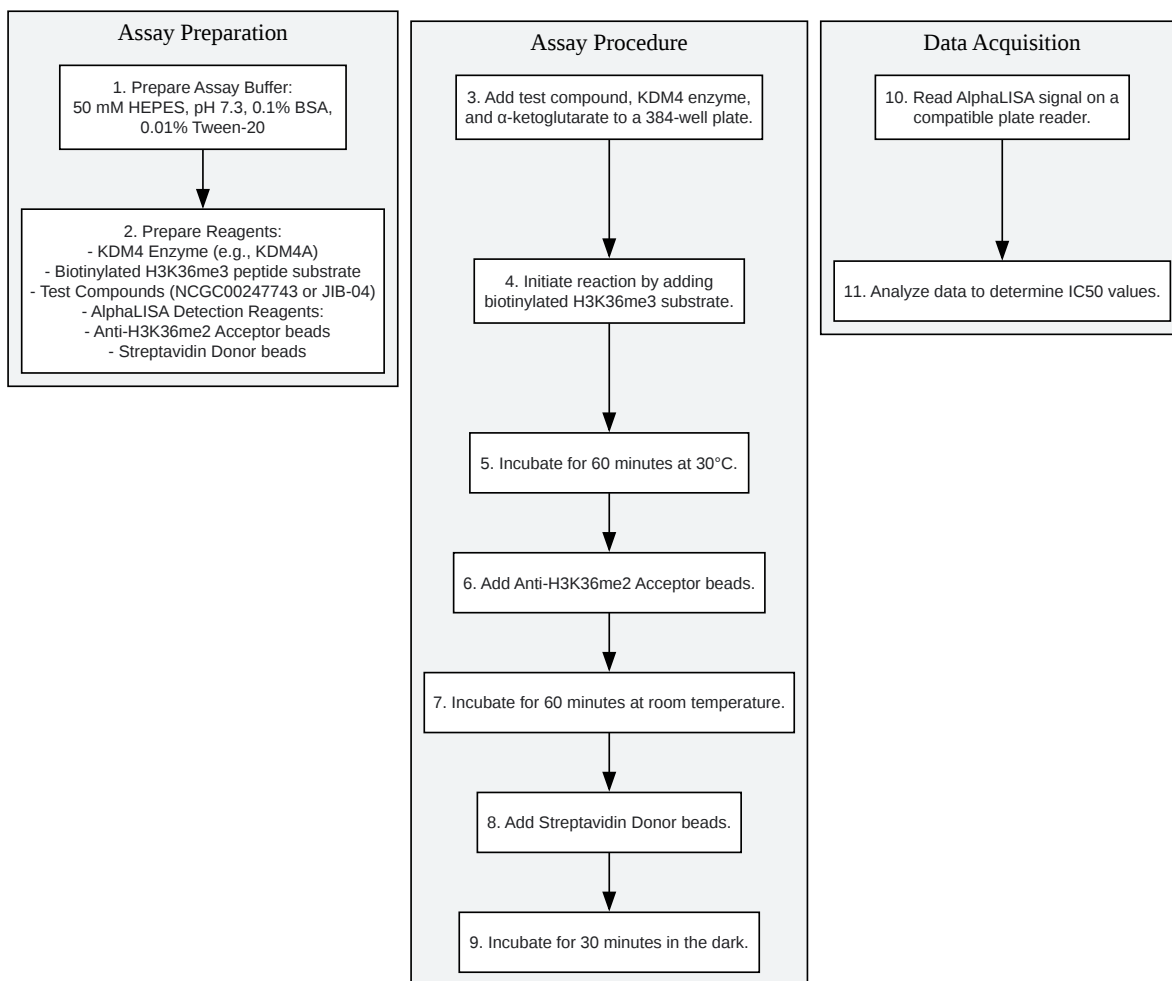 Assay Preparation
1. Prepare Assay Buffer:
50 mM HEPES, pH 7.3, 0.1% BSA,
0.01% Tween-20
2. Prepare Reagents:
- KDM4 Enzyme (e.g., KDM4A)
- Biotinylated H3K36me3 peptide substrate
- Test Compounds (NCGC00247743 or JIB-04)
- AlphaLISA Detection Reagents:
- Anti-H3K36me2 Acceptor beads
- Streptavidin Donor beads
Assay Procedure
3. Add test compound, KDM4 enzyme,
and α-ketoglutarate to a 384-well plate.
4. Initiate reaction by adding
biotinylated H3K36me3 substrate.
5. Incubate for 60 minutes at 30°C.
6. Add Anti-H3K36me2 Acceptor beads.
7. Incubate for 60 minutes at room temperature.
8. Add Streptavidin Donor beads.
9. Incubate for 30 minutes in the dark.
Data Acquisition
10. Read AlphaLISA signal on a
compatible plate reader.
11. Analyze data to determine IC50 values.